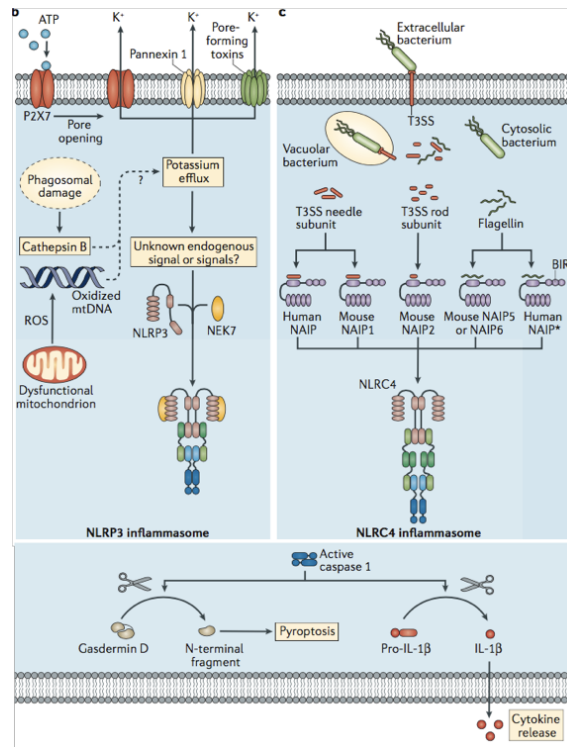 b
ATP
K⁺
K⁺
Pore-
forming
toxins
K⁺
Pannexin 1
P2X7
Pore
opening
Phagosomal
damage
?
Potassium
efflux
Cathepsin B
Unknown endogenous
signal or signals?
Oxidized
mtDNA
ROS
NLRP3
NEK7
Dysfunctional
mitochondrion
NLRP3 inflammasome
c
Extracellular
bacterium
T3SS
Vacuolar
bacterium
Cytosolic
bacterium
T3SS needle
subunit
T3SS rod
subunit
Flagellin
BIR
Human
NAIP
Mouse
NAIP1
Mouse
NAIP2
Mouse NAIP5
or NAIP6
Human
NAIP*
NLRC4
NLRC4 inflammasome
Active
caspase 1
Gasdermin D
N-terminal
fragment
Pyroptosis
Pro-IL-1β
IL-1β
Cytokine
release